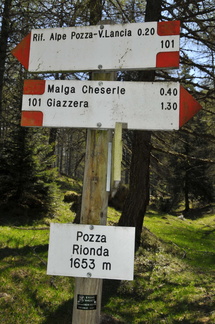 Rif. Alpe Pozza-V.Lancia 0.20
101
Malga Cheserle 0.40
101 Giazzera 1.30
Pozza
Rionda
1653 m